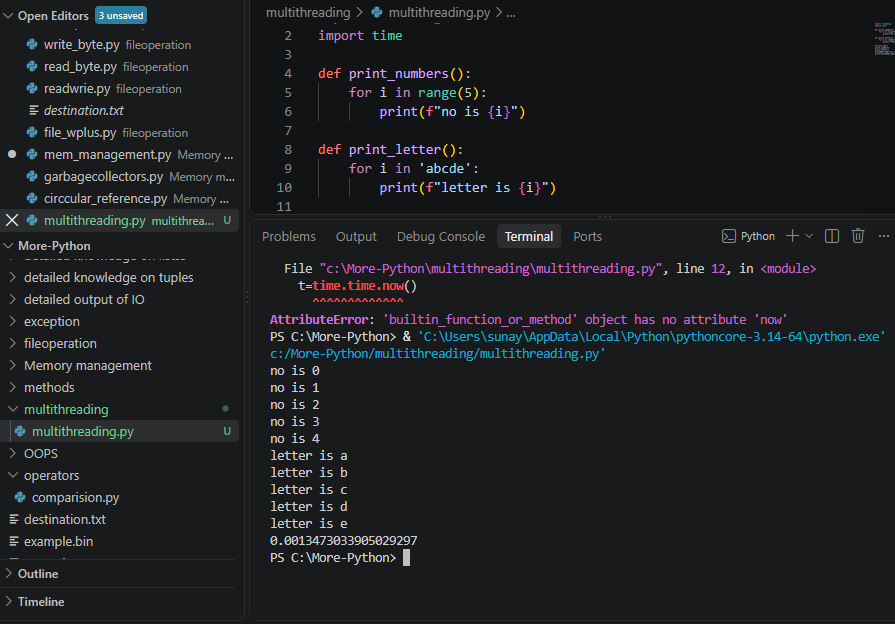 Open Editors 3 unsaved
write_byte.py fileoperation
read_byte.py fileoperation
readwrie.py fileoperation
destination.txt
file_wplus.py fileoperation
mem_management.py Memory ...
garbagecollectors.py Memory m...
circcular_reference.py Memory ...
multithreading.py multithrea... U
More-Python
detailed knowledge on tuples
detailed output of IO
exception
fileoperation
Memory management
methods
multithreading
multithreading.py U
OOPS
operators
comparision.py
destination.txt
example.bin
Outline
Timeline
multithreading > multithreading.py > ...
2 import time
3
4 def print_numbers():
5 for i in range(5):
6 print(f"no is {i}")
7
8 def print_letter():
9 for i in 'abcde':
10 print(f"letter is {i}")
11
Problems Output Debug Console Terminal Ports Python
File "c:\More-Python\multithreading\multithreading.py", line 12, in <module>
t=time.time.now()
^^^^^^^^^^^^^
AttributeError: 'builtin_function_or_method' object has no attribute 'now'
PS C:\More-Python> & 'C:\Users\sunay\AppData\Local\Python\pythoncore-3.14-64\python.exe' 
c:/More-Python/multithreading/multithreading.py'
no is 0
no is 1
no is 2
no is 3
no is 4
letter is a
letter is b
letter is c
letter is d
letter is e
0.0013473033905029297
PS C:\More-Python>